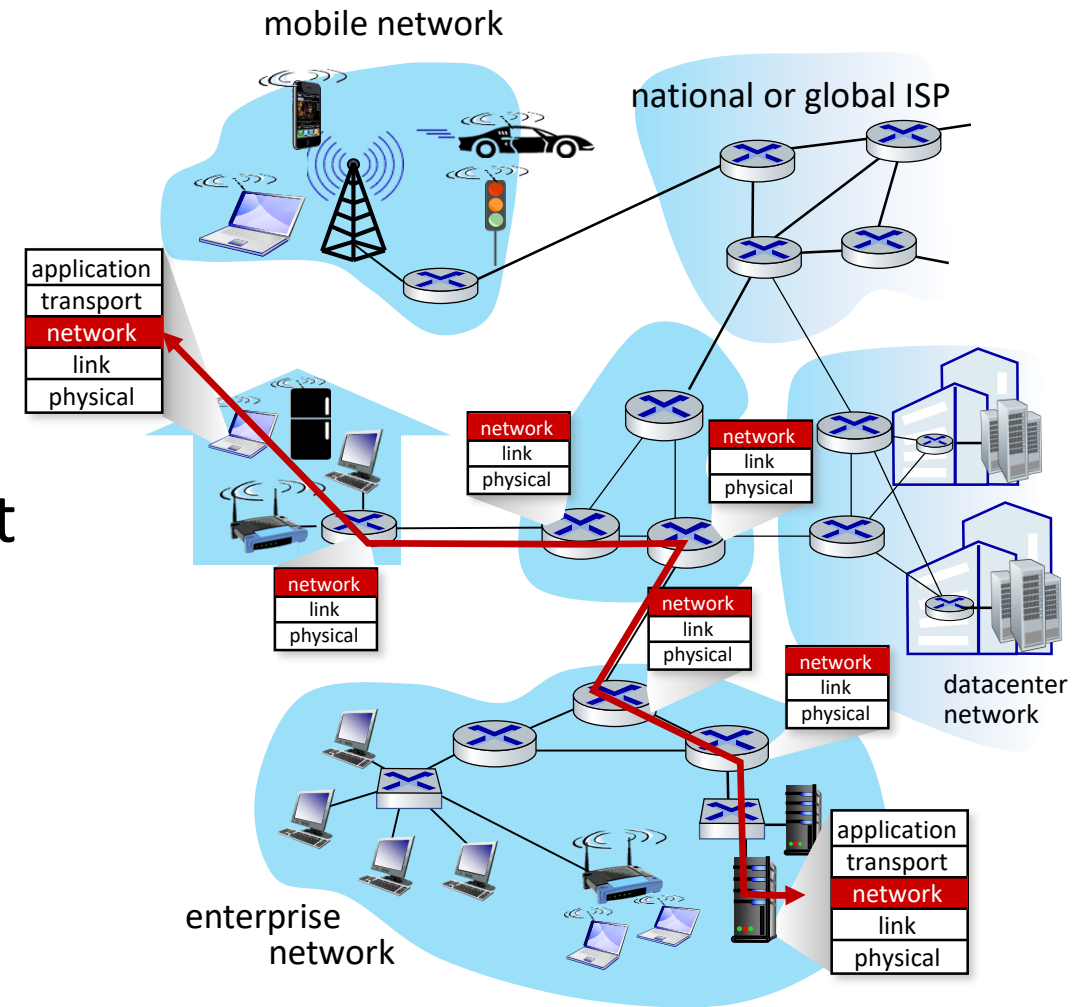 mobile network
national or global ISP
application
transport
network
link
physical
network
link
physical
network
link
physical
t
network
link
physical
network
link
physical
network
link
physical
datacenter
network
application
transport
network
link
physical
enterprise
network